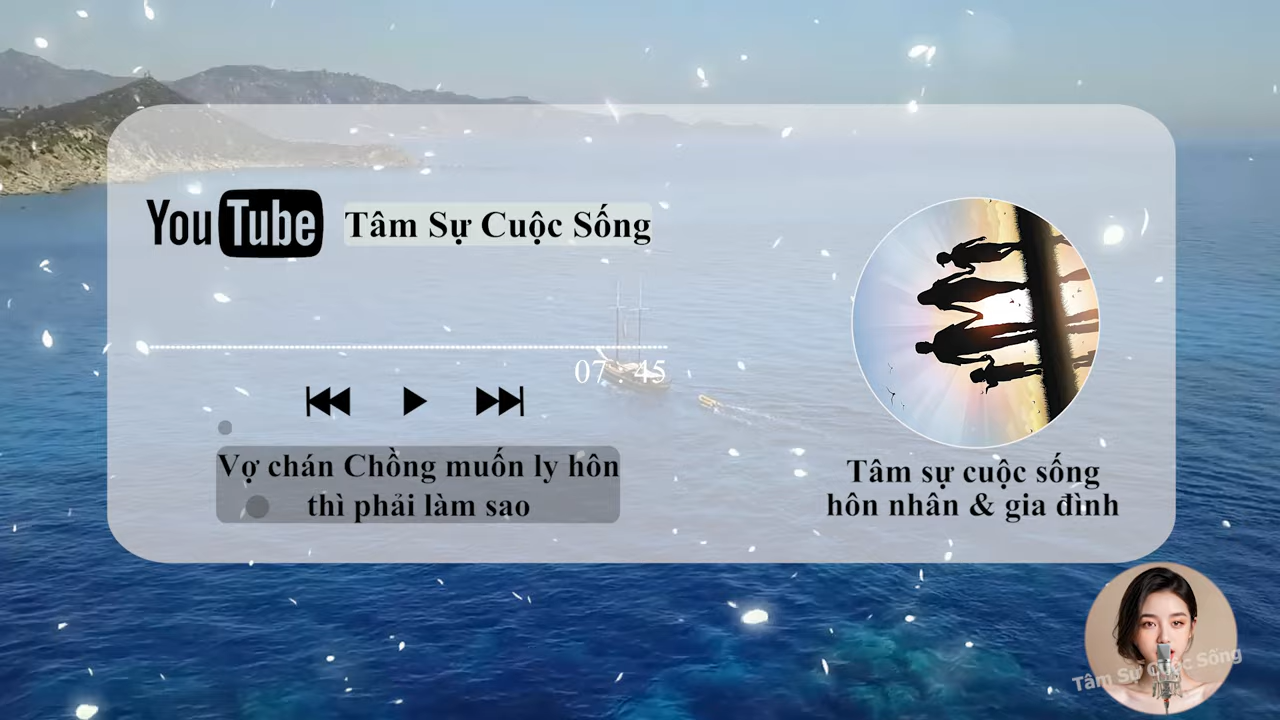 YouTube
Tâm Sự Cuộc Sống
07 45
Vợ chán Chồng muốn ly hôn
thì phải làm sao
Tâm sự cuộc sống
hôn nhân & gia đình
Tâm Sự Cuộc Sống